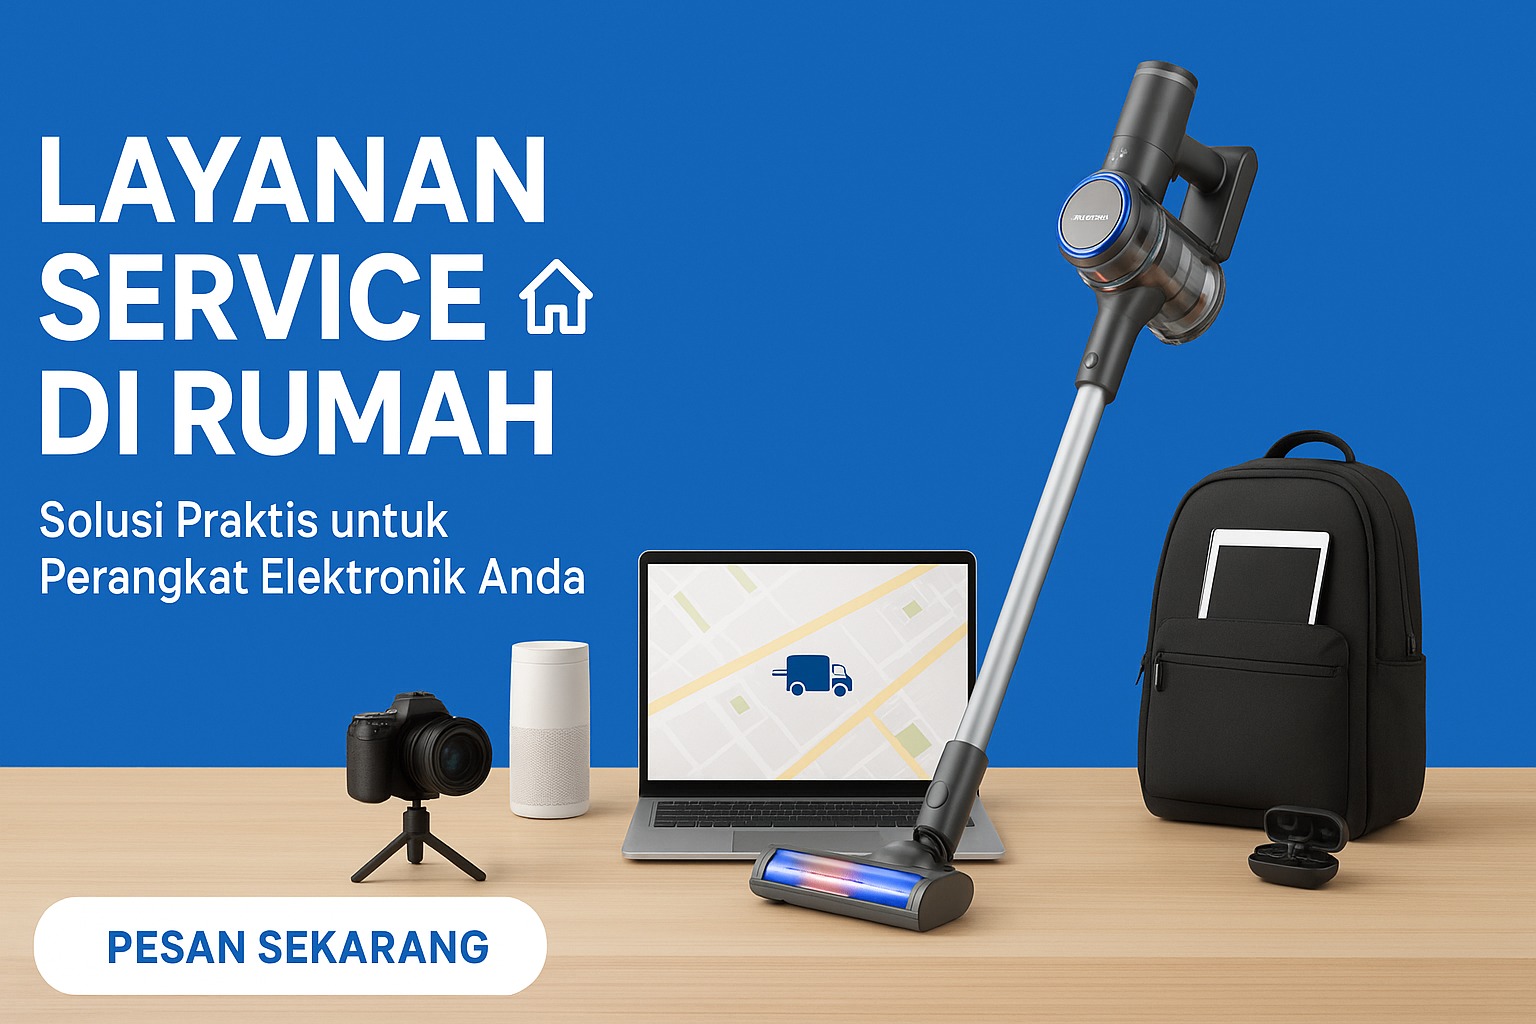 LAYANAN
SERVICE
DI RUMAH
Solusi Praktis untuk
Perangkat Elektronik Anda
PESAN SEKARANG